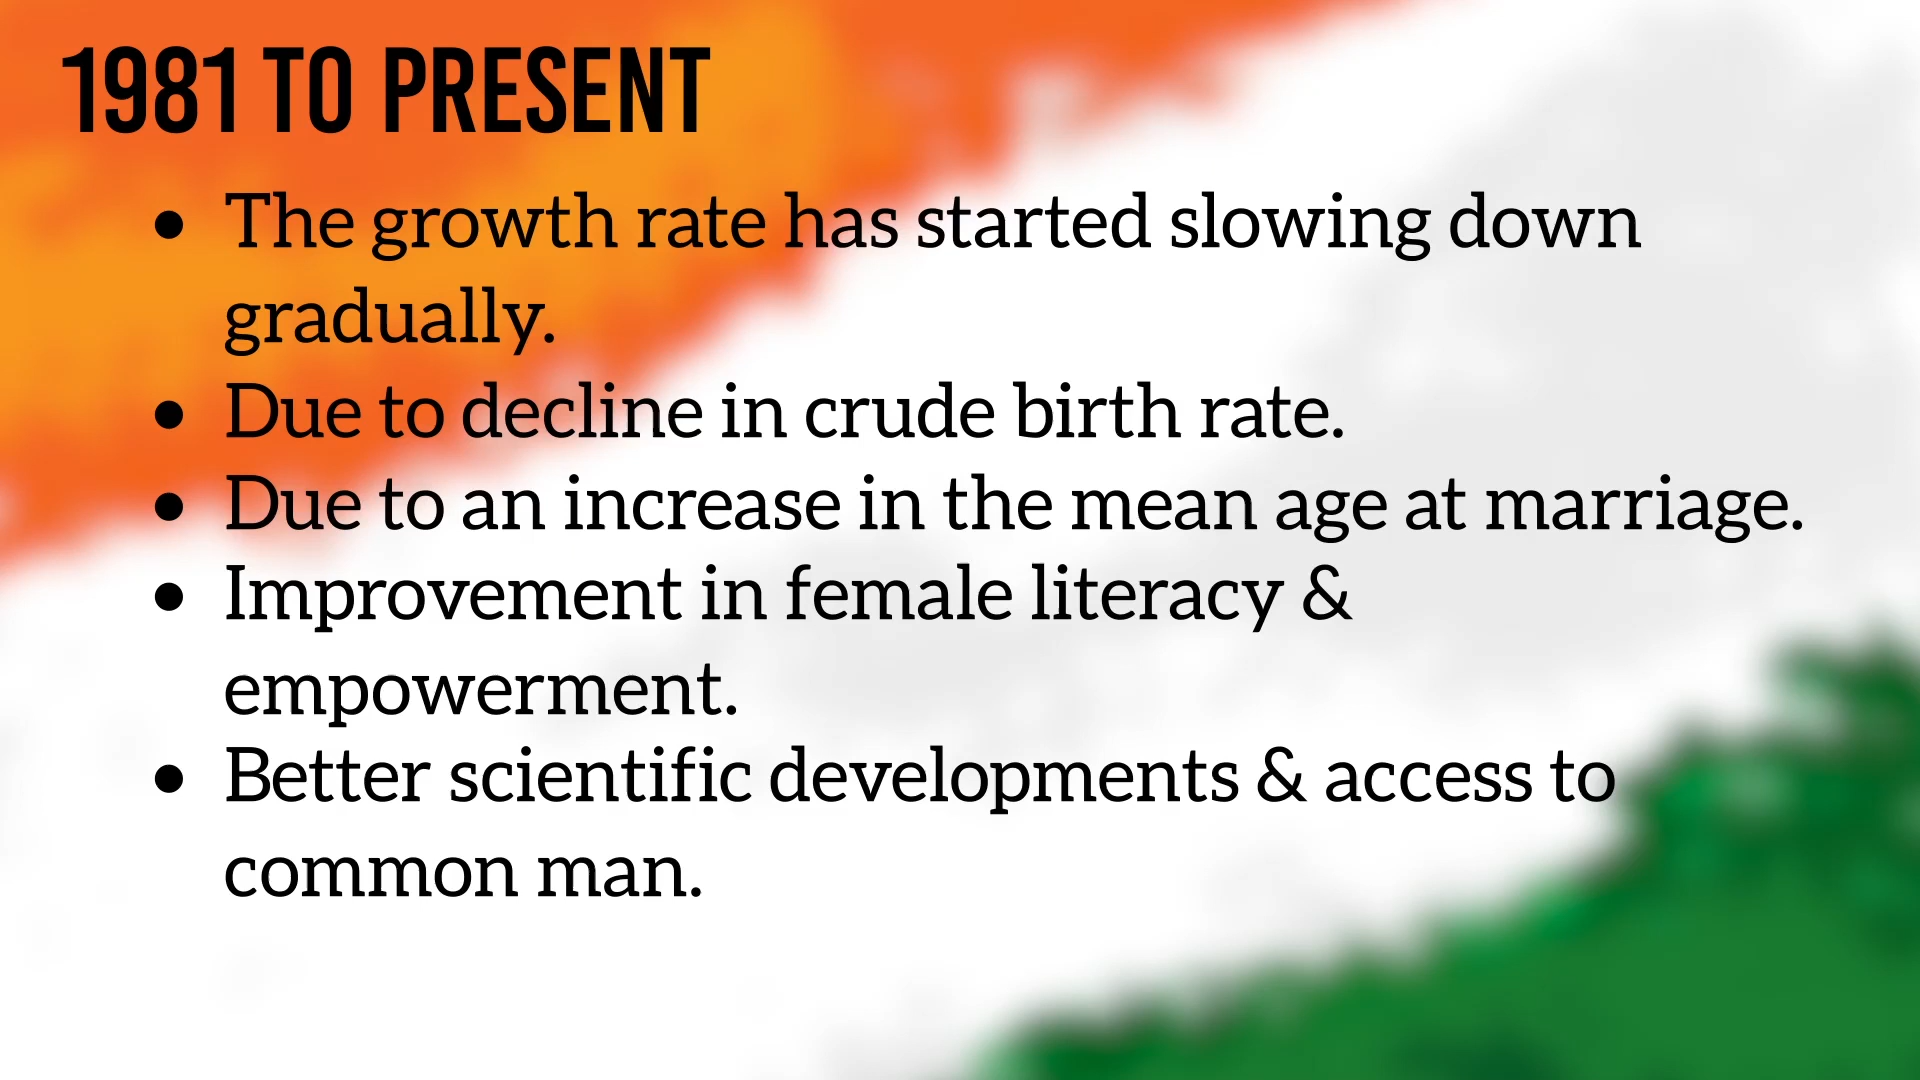 1981 TO PRESENT
• The growth rate has started slowing down
gradually.
• Due to decline in crude birth rate.
• Due to an increase in the mean age at marriage.
• Improvement in female literacy &
empowerment.
• Better scientific developments & access to
common man.